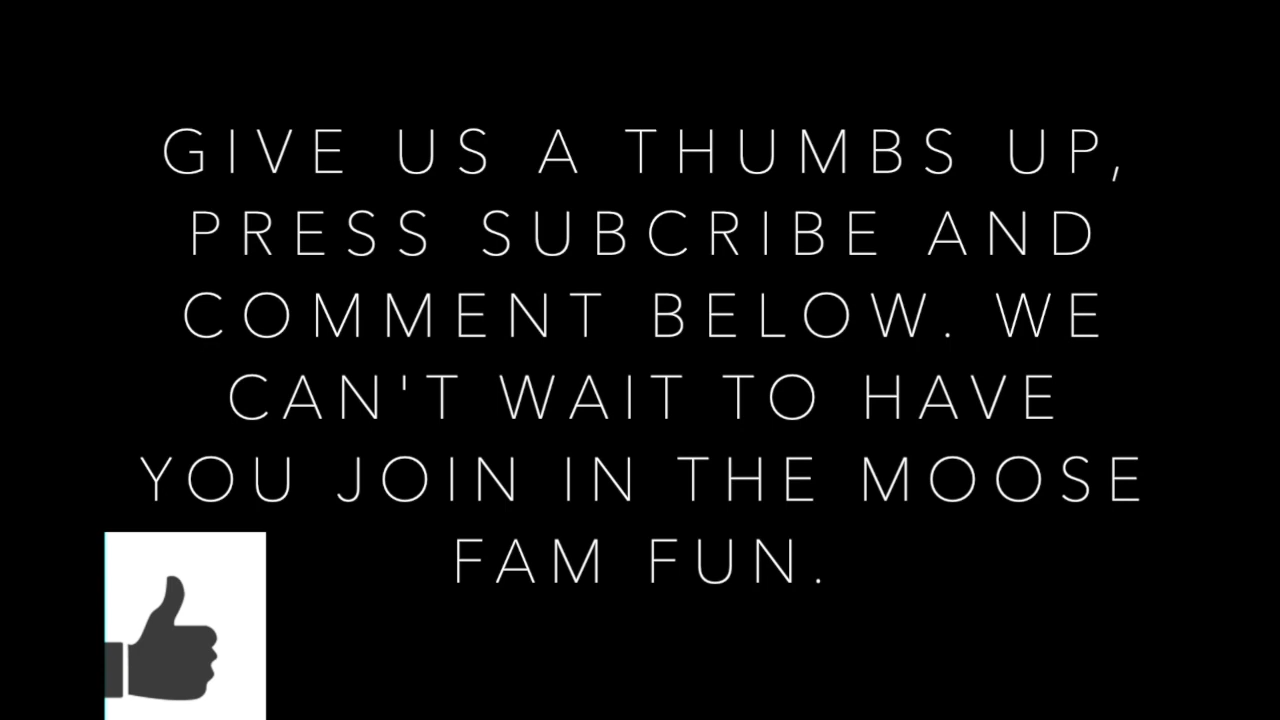 GIVE US A THUMBS UP,
PRESS SUBCRIBE AND
COMMENT BELOW. WE
CAN'T WAIT TO HAVE
YOU JOIN IN THE MOOSE
FAM FUN.